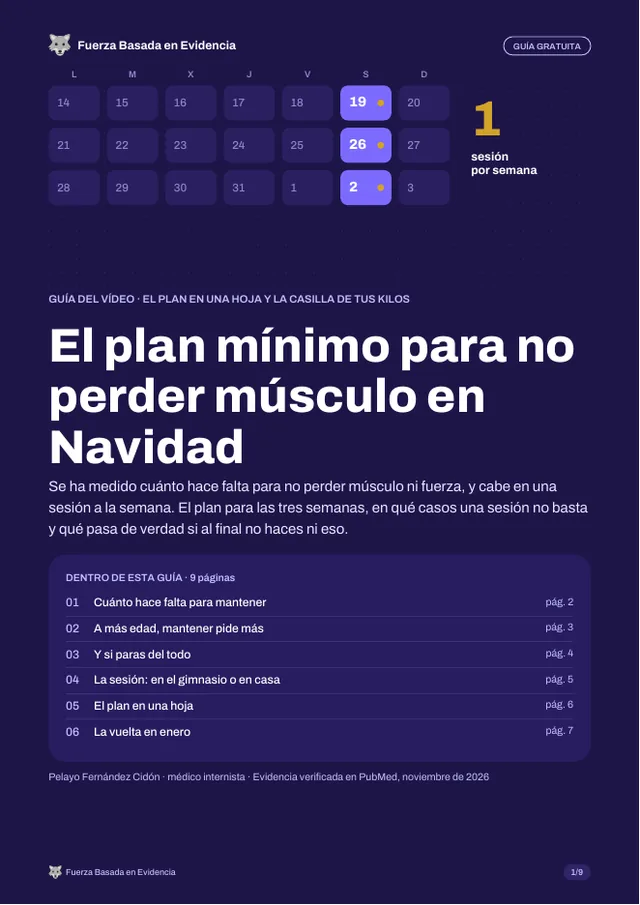 Fuerza Basada en Evidencia
GUÍA GRATUITA
L M X J V S D
14 15 16 17 18 19 20
21 22 23 24 25 26 27
28 29 30 31 1 2 3
1
sesión
por semana
GUÍA DEL VÍDEO · EL PLAN EN UNA HOJA Y LA CASILLA DE TUS KILOS
El plan mínimo para no
perder músculo en
Navidad
Se ha medido cuánto hace falta para no perder músculo ni fuerza, y cabe en una
sesión a la semana. El plan para las tres semanas, en qué casos una sesión no basta
y qué pasa de verdad si al final no haces ni eso.
DENTRO DE ESTA GUÍA · 9 páginas
01 Cuánto hace falta para mantener pág. 2
02 A más edad, mantener pide más pág. 3
03 Y si paras del todo pág. 4
04 La sesión: en el gimnasio o en casa pág. 5
05 El plan en una hoja pág. 6
06 La vuelta en enero pág. 7
Pelayo Fernández Cidón · médico internista · Evidencia verificada en PubMed, noviembre de 2026
Fuerza Basada en Evidencia
1/9